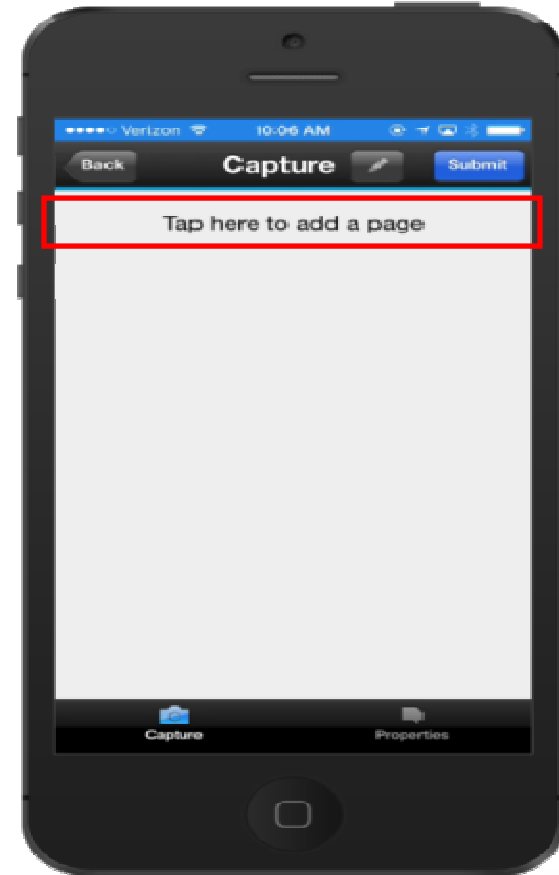 Verizon 10:06 AM
Back Capture Submit
Tap here to add a page
Capture Properties